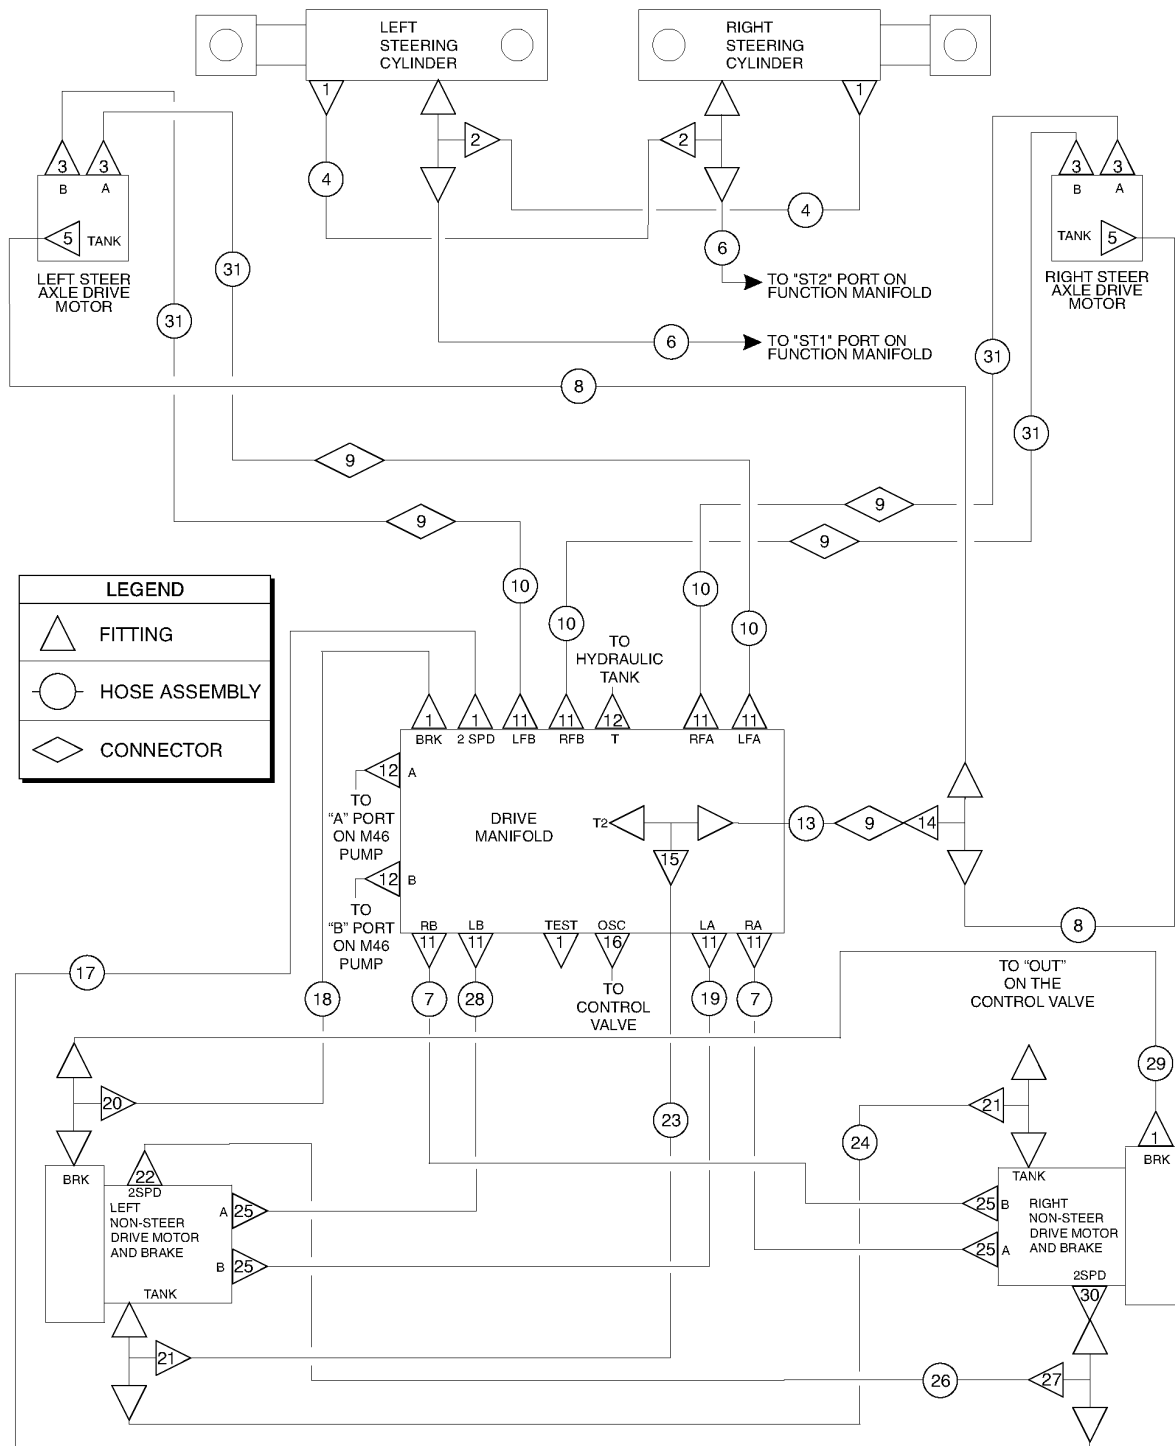 LEFT
STEERING
CYLINDER
RIGHT
STEERING
CYLINDER
1
1
2
2
3
3
B
A
3
3
B
A
4
4
5
TANK
TANK
5
LEFT STEER
AXLE DRIVE
MOTOR
RIGHT STEER
AXLE DRIVE
MOTOR
6
TO "ST2" PORT ON
FUNCTION MANIFOLD
6
TO "ST1" PORT ON
FUNCTION MANIFOLD
31
31
31
31
8
9
9
9
9
10
10
10
10
LEGEND
FITTING
HOSE ASSEMBLY
CONNECTOR
TO
HYDRAULIC
TANK
1
1
11
11
12
11
11
BRK
2 SPD
LFB
RFB
T
RFA
LFA
12
A
TO
“A” PORT
ON M46
PUMP
DRIVE
MANIFOLD
T2
15
13
9
14
12
B
TO
“B” PORT
ON M46
PUMP
RB
LB
TEST
OSC
LA
RA
11
11
1
16
11
11
8
17
18
7
28
TO
CONTROL
VALVE
19
7
TO “OUT”
ON THE
CONTROL VALVE
29
20
23
21
24
1
BRK
BRK
22
2SPD
LEFT
NON-STEER
DRIVE MOTOR
AND BRAKE
A
25
B
25
TANK
TANK
25
B
25
A
RIGHT
NON-STEER
DRIVE MOTOR
AND BRAKE
2SPD
30
21
26
27